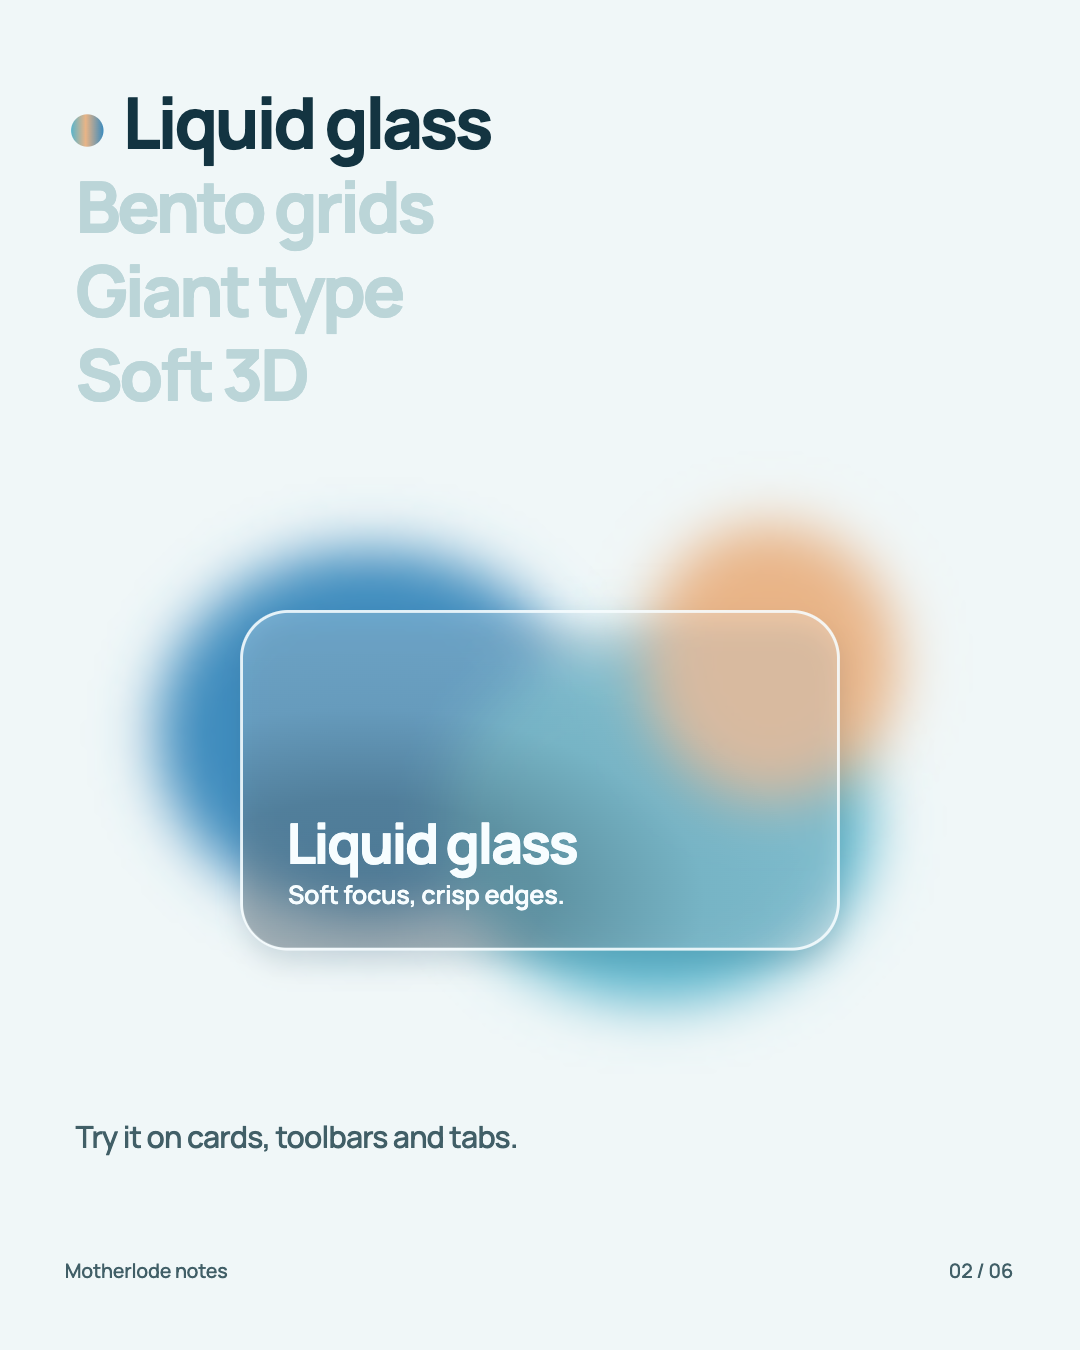 Liquid glass
Bento grids
Giant type
Soft 3D
Liquid glass
Soft focus, crisp edges.
Try it on cards, toolbars and tabs.
Motherlode notes
02 / 06